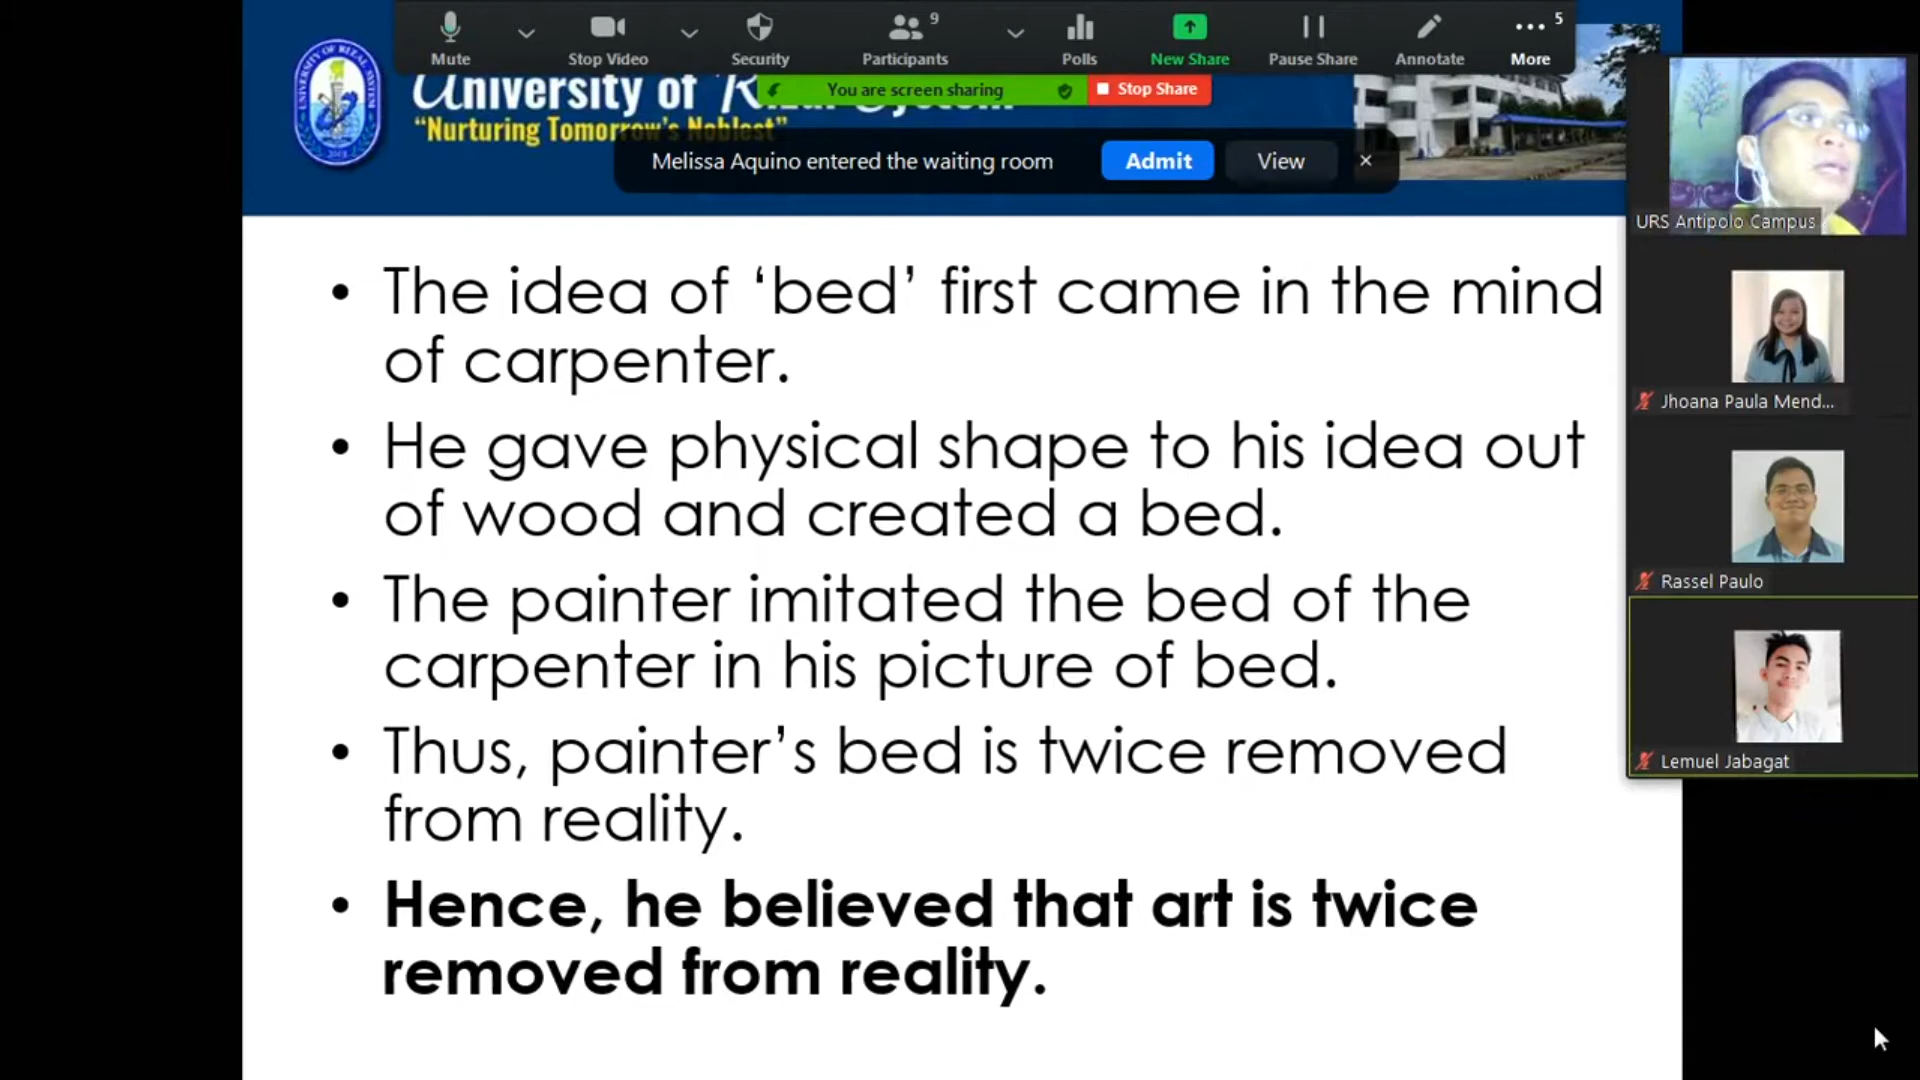 9
5
Mute
Stop Video
Security
Participants
Polls
New Share
Pause Share
Annotate
More
University of
"Nurturing Tomorrow's Noblest"
You are screen sharing
Stop Share
UNIVERSITY OF RIZAL SYSTEM
Melissa Aquino entered the waiting room
Admit
View
URS Antipolo Campus
• The idea of 'bed' first came in the mind
of carpenter.
• He gave physical shape to his idea out
of wood and created a bed.
• The painter imitated the bed of the
carpenter in his picture of bed.
• Thus, painter's bed is twice removed
from reality.
• Hence, he believed that art is twice
removed from reality.
Jhoana Paula Mend...
Rassel Paulo
Lemuel Jabagat